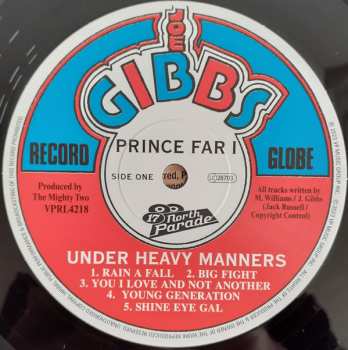 JOE
GIBBS
RECORD GLOBE
PRINCE FAR I
SIDE ONE
Produced by
The Mighty Two
VPRL4218
17 North
Parade
All tracks written by
M. Williams / J. Gibbs
(Jack Russell /
Copyright Control)
UNDER HEAVY MANNERS
1. RAIN A FALL 2. BIG FIGHT
3. YOU I LOVE AND NOT ANOTHER
4. YOUNG GENERATION
5. SHINE EYE GAL